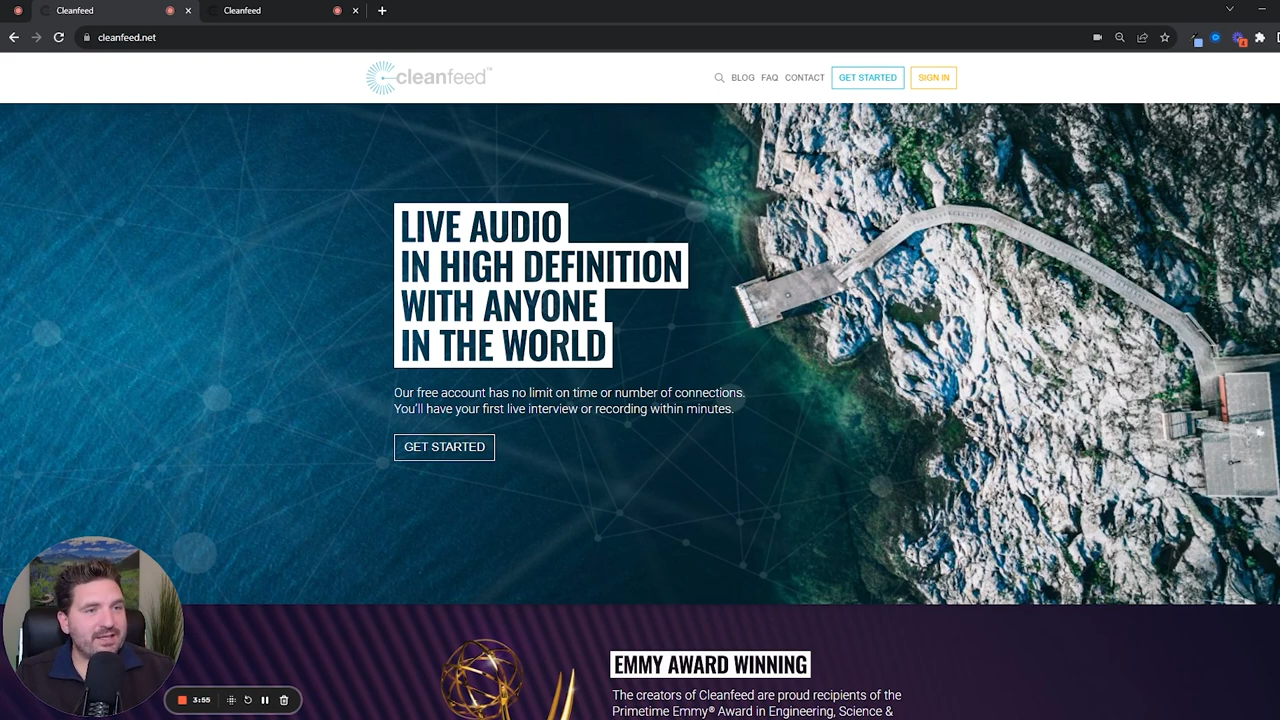 Cleanfeed
Cleanfeed
cleanfeed.net
cleanfeed™
BLOG FAQ CONTACT GET STARTED SIGN IN
LIVE AUDIO
IN HIGH DEFINITION
WITH ANYONE
IN THE WORLD
Our free account has no limit on time or number of connections.
You'll have your first live interview or recording within minutes.
GET STARTED
EMMY AWARD WINNING
The creators of Cleanfeed are proud recipients of the
Primetime Emmy® Award in Engineering, Science &
3:55